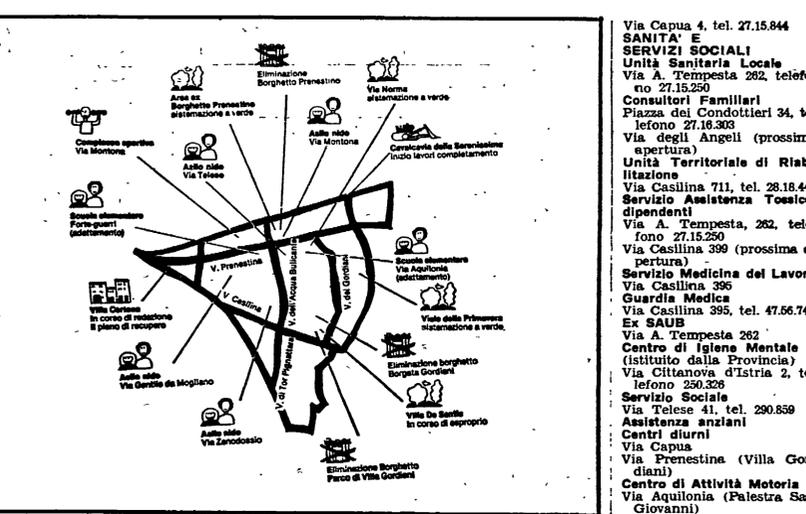 Eliminazione
Borghetto Prenestino
Area ex
Borghetto Prenestino
sistemazione a verde
Via Norma
sistemazione a verde
Complesso sportivo
Via Montona
Asilo nido
Via Telese
Asilo nido
Via Montona
Cavalcavia della Serenissima
Inizio lavori completamento
Scuola elementare
Forte-guerri
(adattamento)
V. Prenestina
V. Casilina
V. dell'Acqua Bulicante
V. dei Gordiani
V. di Tor Pignattara
Scuola elementare
Via Aquilonia
(adattamento)
Villa Certosa
In corso di redazione
il piano di recupero
Viale della Primavera
sistemazione a verde
Asilo nido
Via Gentile da Mogliano
Eliminazione borghetto
Borgata Gordiani
Asilo nido
Via Zenodossio
Villa De Sanctis
In corso di esproprio
Eliminazione Borghetto
Parco di Villa Gordiani
Via Capua 4, tel. 27.15.844
SANITA' E
SERVIZI SOCIALI
Unità Sanitaria Locale
Via A. Tempesta 262, telefo
no 27.15.250
Consultori Familiari
Piazza dei Condottieri 34, te
lefono 27.16.303
Via degli Angeli (prossim
apertura)
Unità Territoriale di Riab
litazione
Via Casilina 711, tel. 28.18.44
Servizio Assistenza Tossico
dipendenti
Via A. Tempesta, 262, tele
fono 27.15.250
Via Casilina 399 (prossima a
pertura)
Servizio Medicina del Lavor
Via Casilina 395
Guardia Medica
Via Casilina 395, tel. 47.56.74
Ex SAUB
Via A. Tempesta 262
Centro di Igiene Mentale
(istituito dalla Provincia)
Via Cittanova d'Istria 2, te
lefono 250.326
Servizio Sociale
Via Telese 41, tel. 290.859
Assistenza anziani
Centri diurni
Via Capua
Via Prenestina (Villa Gor
diani)
Centro di Attività Motoria
Via Aquilonia (Palestra Sa
Giovanni)